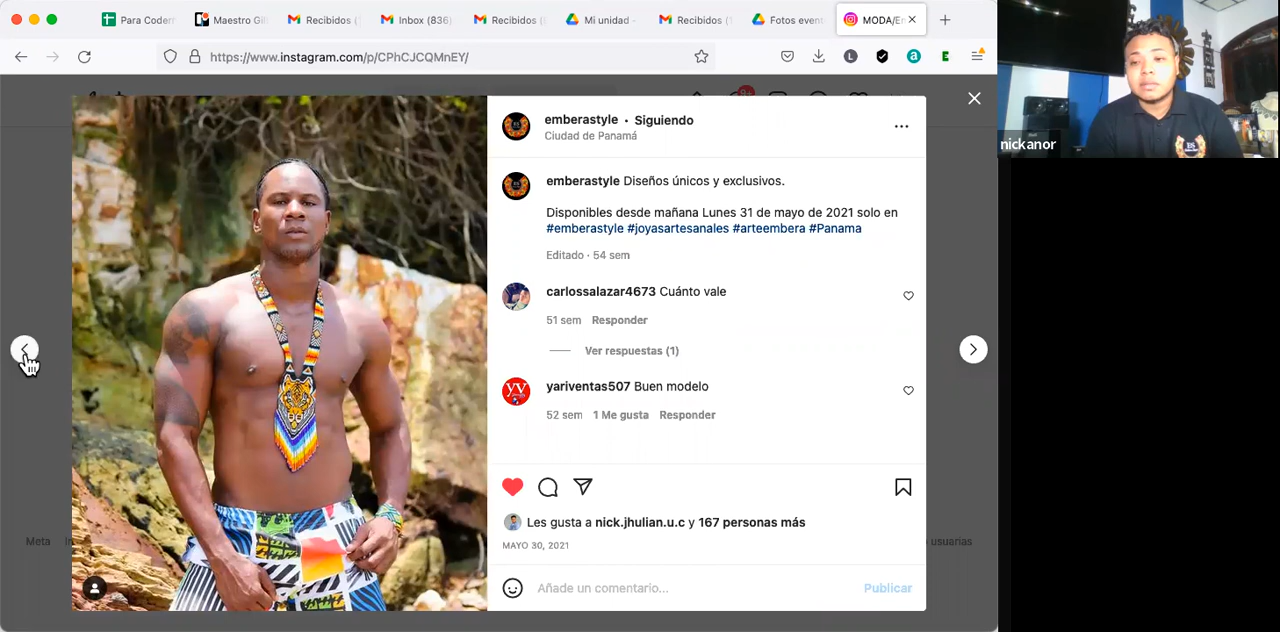 Para Codern
Maestro Gil
Recibidos (
Inbox (836)
Recibidos (
Mi unidad -
Recibidos (1
Fotos event
MODA/E
https://www.instagram.com/p/CPhCJCQMnEY/
nickanor
9+
emberastyle • Siguiendo
Ciudad de Panamá
emberastyle Diseños únicos y exclusivos.
Disponibles desde mañana Lunes 31 de mayo de 2021 solo en
#emberastyle #joyasartesanales #arteembera #Panama
Editado · 54 sem
carlossalazar4673 Cuánto vale
51 sem Responder
Ver respuestas (1)
yariventas507 Buen modelo
52 sem 1 Me gusta Responder
Les gusta a nick.jhulian.u.c y 167 personas más
MAYO 30, 2021
Meta
usuarias
Añade un comentario...
Publicar